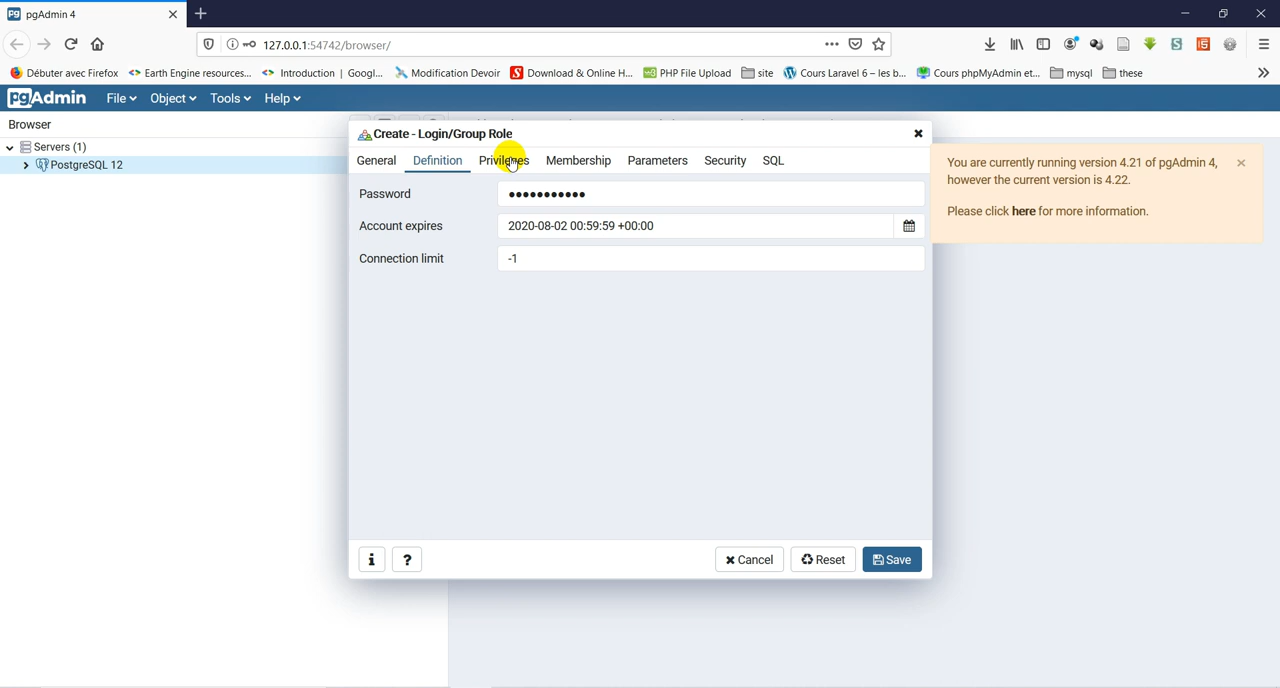 pgAdmin 4
127.0.0.1:54742/browser/
Débuter avec Firefox Earth Engine resources... Introduction | Googl... Modification Devoir Download & Online H... PHP File Upload site Cours Laravel 6 – les b... Cours phpMyAdmin et... mysql these
pgAdmin File Object Tools Help
Browser
Servers (1)
PostgreSQL 12
Create - Login/Group Role
General Definition Privileges Membership Parameters Security SQL
Password •••••••••••
Account expires 2020-08-02 00:59:59 +00:00
Connection limit -1
Cancel Reset Save
You are currently running version 4.21 of pgAdmin 4,
however the current version is 4.22.
Please click here for more information.